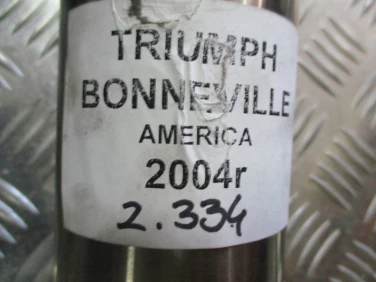 TRIUMPH
BONNEVILLE
AMERICA
2004r
2.334